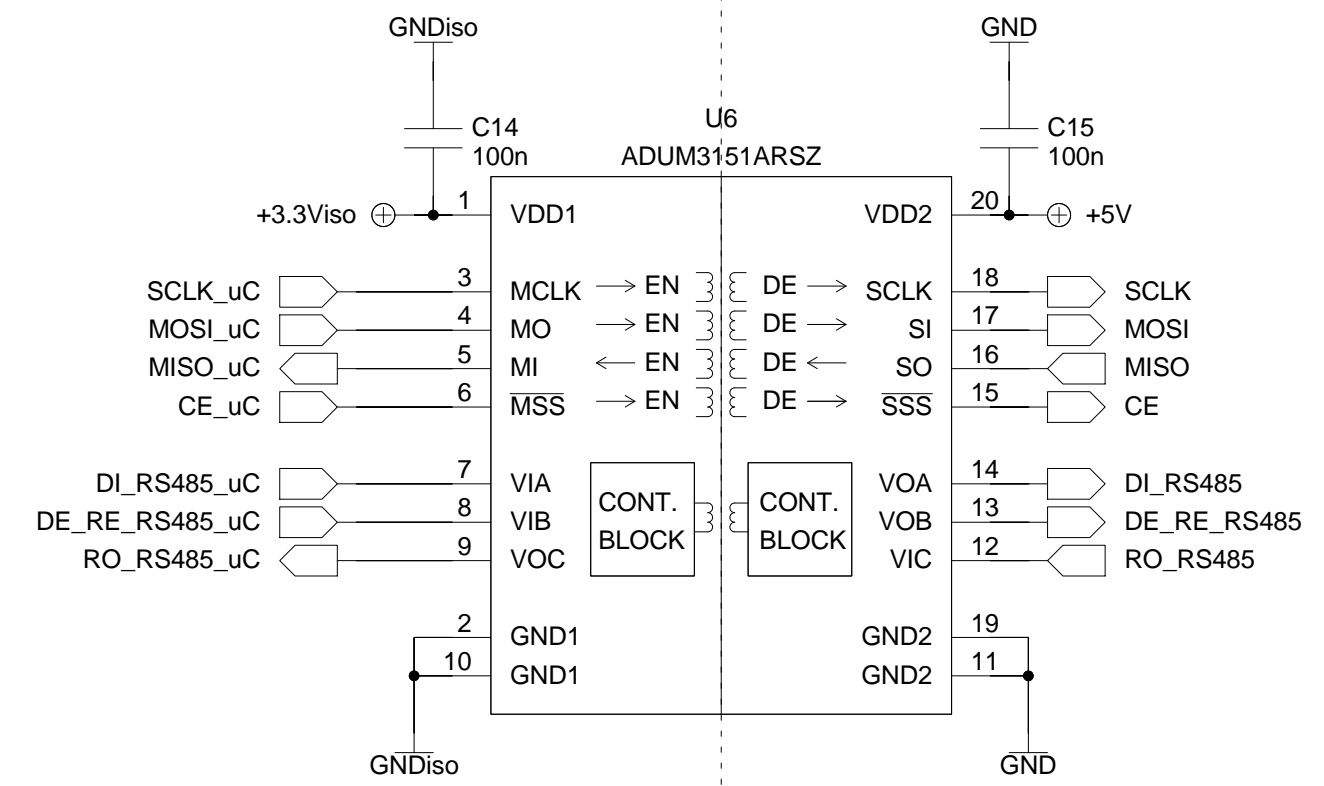 GNDiso GND
C14 U6 C15
100n ADUM3151ARSZ 100n
+3.3Viso 1 VDD1 VDD2 20 +5V
SCLK_uC 3 MCLK EN DE SCLK 18 SCLK
MOSI_uC 4 MO EN DE SI 17 MOSI
MISO_uC 5 MI EN DE SO 16 MISO
CE_uC 6 MSS EN DE SSS 15 CE
DI_RS485_uC 7 VIA CONT. CONT. VOA 14 DI_RS485
DE_RE_RS485_uC 8 VIB BLOCK BLOCK VOB 13 DE_RE_RS485
RO_RS485_uC 9 VOC VIC 12 RO_RS485
2 GND1 GND2 19
10 GND1 GND2 11
GNDiso GND